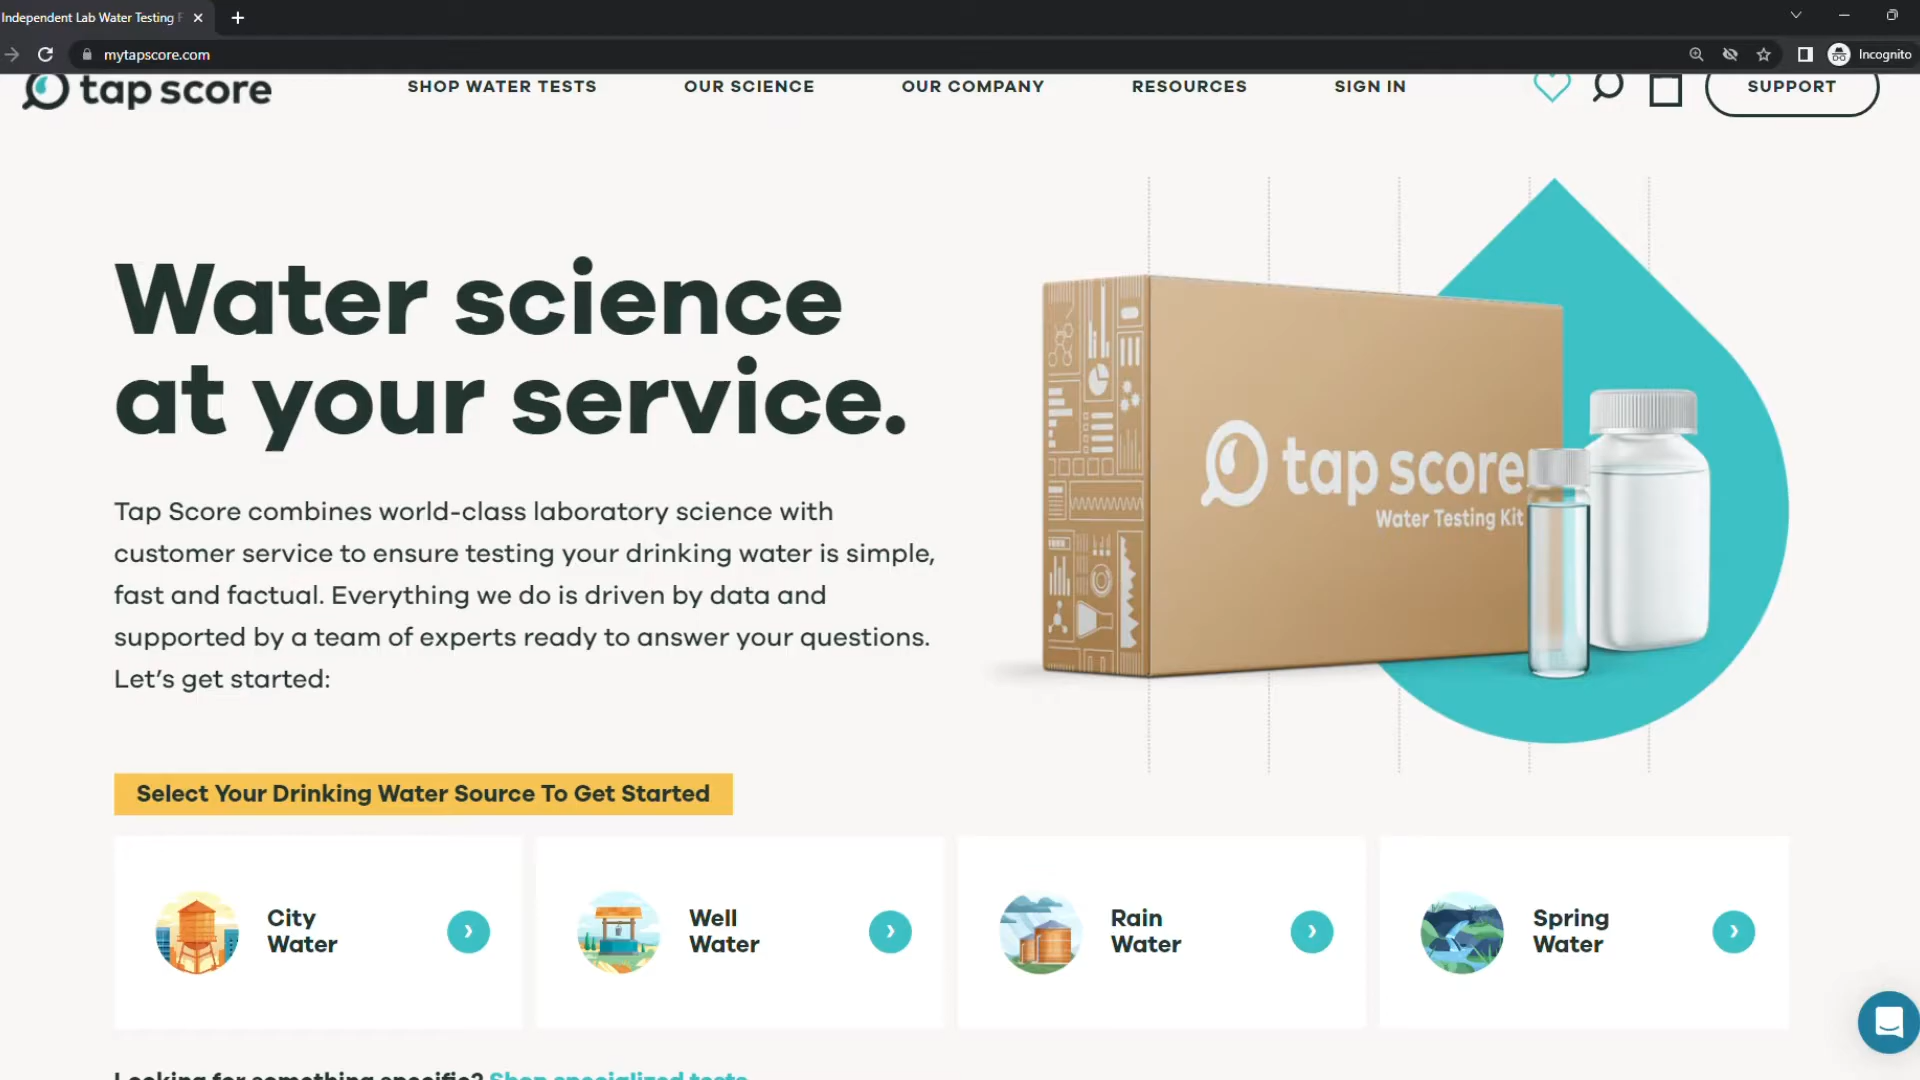 Independent Lab Water Testing F
mytapscore.com
Incognito
tap score
SHOP WATER TESTS
OUR SCIENCE
OUR COMPANY
RESOURCES
SIGN IN
SUPPORT
Water science
at your service.
Tap Score combines world-class laboratory science with
customer service to ensure testing your drinking water is simple,
fast and factual. Everything we do is driven by data and
supported by a team of experts ready to answer your questions.
Let's get started:
tap score
Water Testing Kit
Select Your Drinking Water Source To Get Started
City
Water
Well
Water
Rain
Water
Spring
Water
Looking for something specific? Shop specialized tests